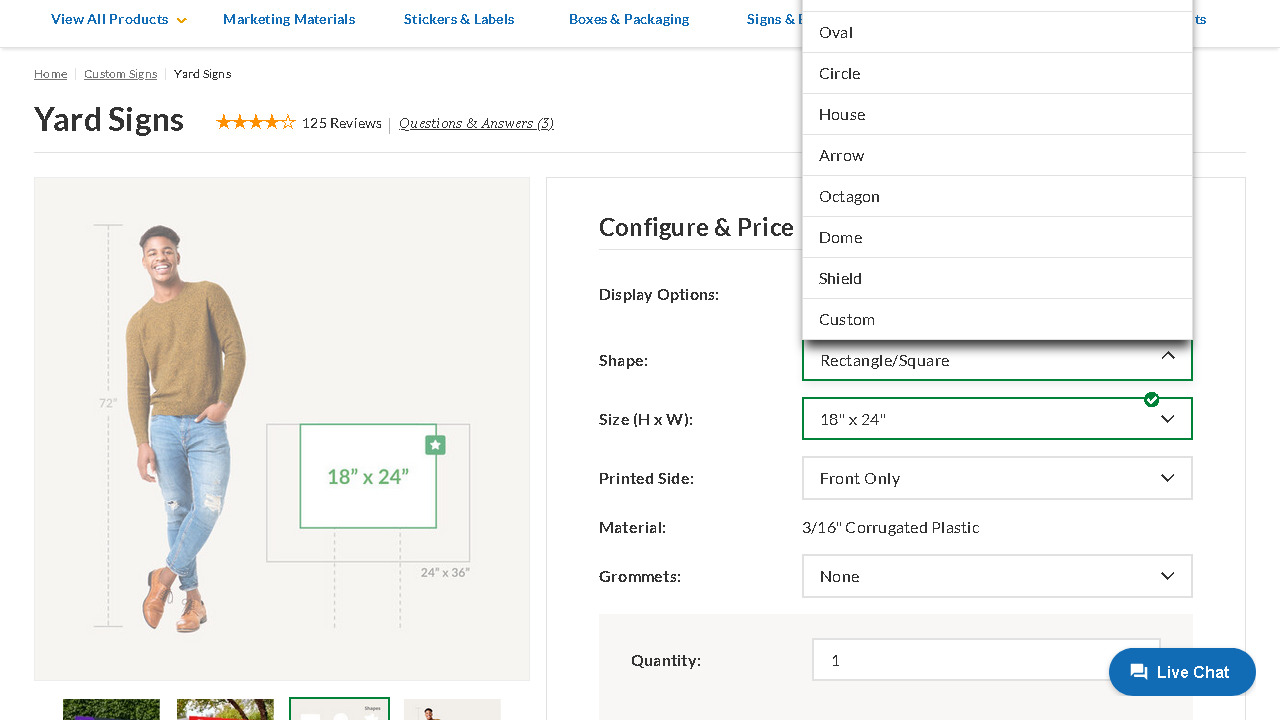 View All Products
Marketing Materials
Stickers & Labels
Boxes & Packaging
Signs &
Home
Custom Signs
Yard Signs
Yard Signs
125 Reviews
Questions & Answers (3)
Oval
Circle
House
Arrow
Octagon
Dome
Shield
Custom
Configure & Price
Display Options:
Shape:
Rectangle/Square
Size (H x W):
18" x 24"
Printed Side:
Front Only
Material:
3/16" Corrugated Plastic
Grommets:
None
Quantity:
1
Live Chat
72"
18" x 24"
24" x 36"
Shapes